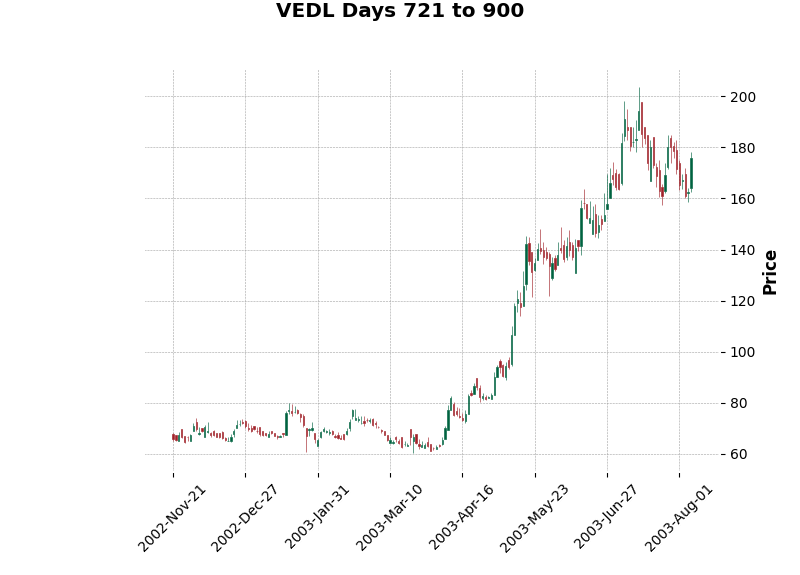 VEDL Days 721 to 900
200
180
160
140
120
100
80
60
Price
2002-Nov-21
2002-Dec-27
2003-Jan-31
2003-Mar-10
2003-Apr-16
2003-May-23
2003-Jun-27
2003-Aug-01